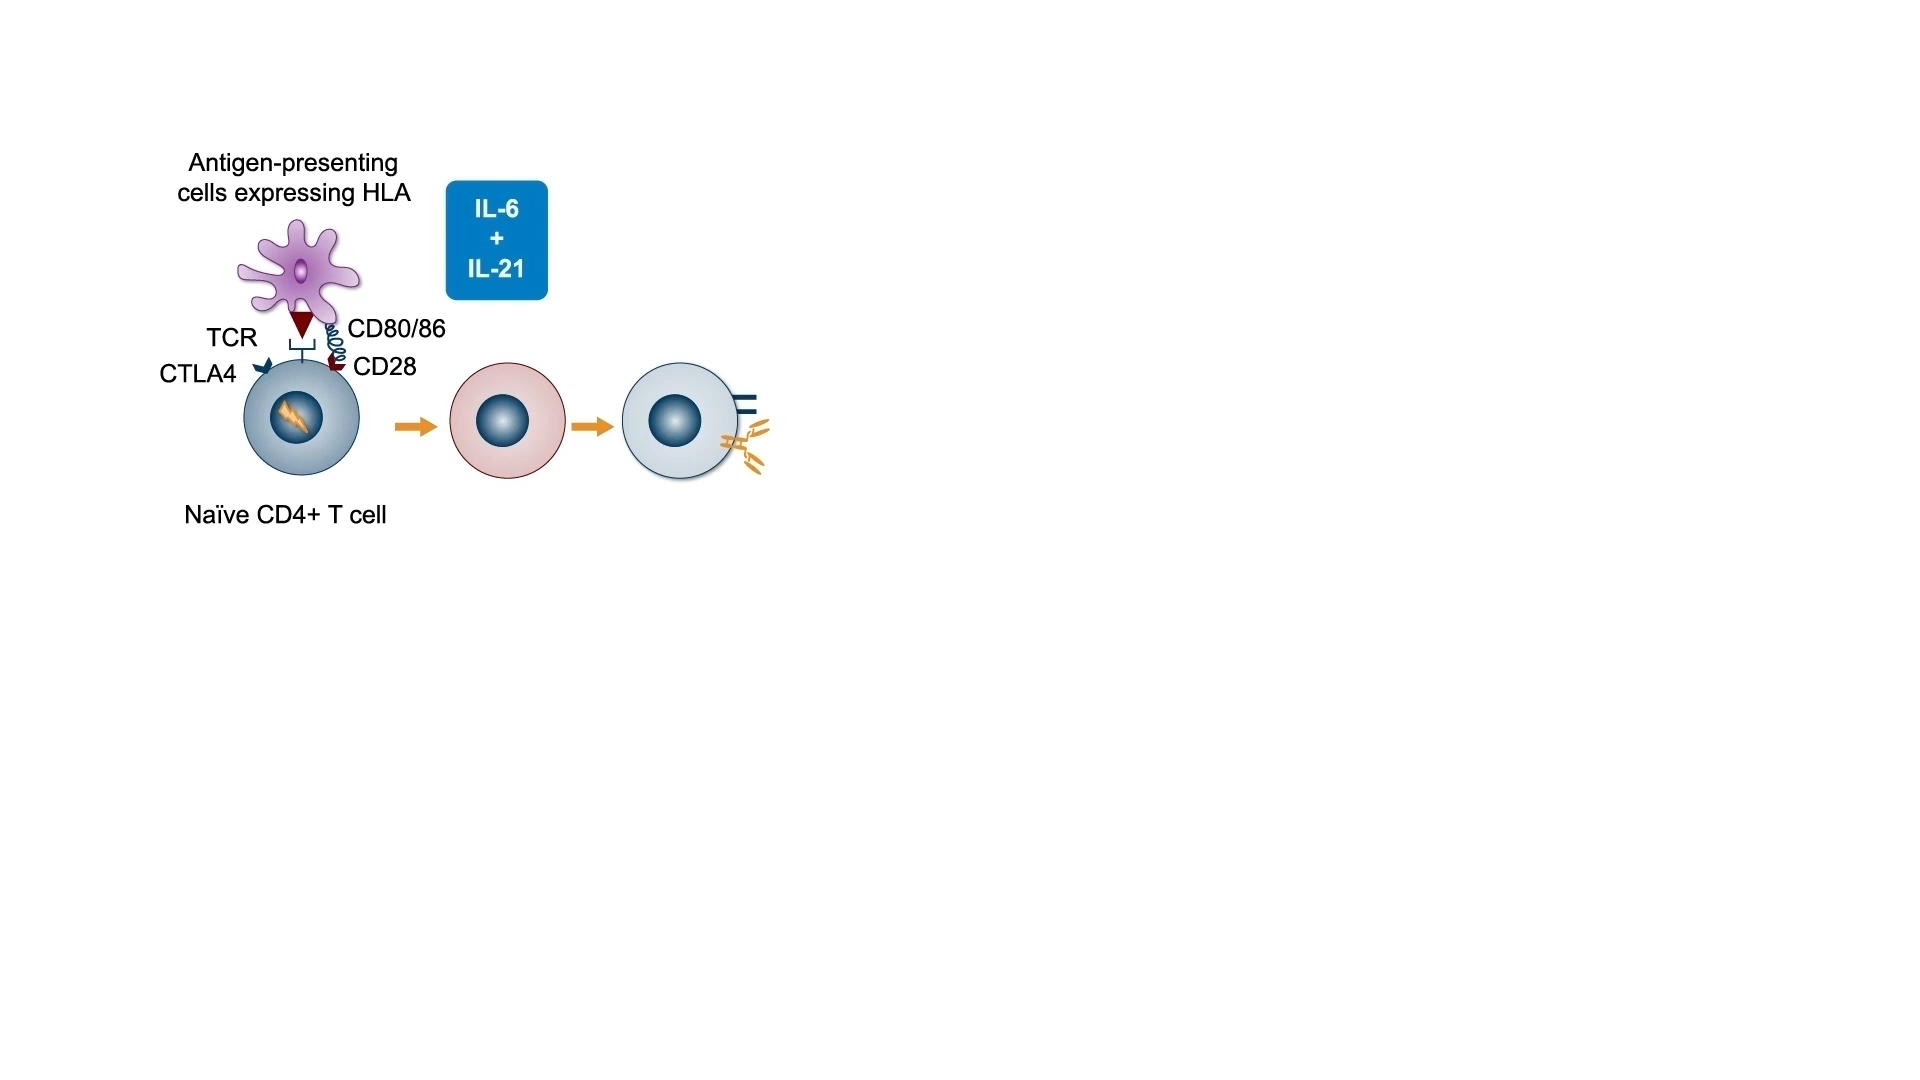 Antigen-presenting
cells expressing HLA
IL-6
+
IL-21
TCR
CD80/86
CTLA4
CD28
Naïve CD4+ T cell